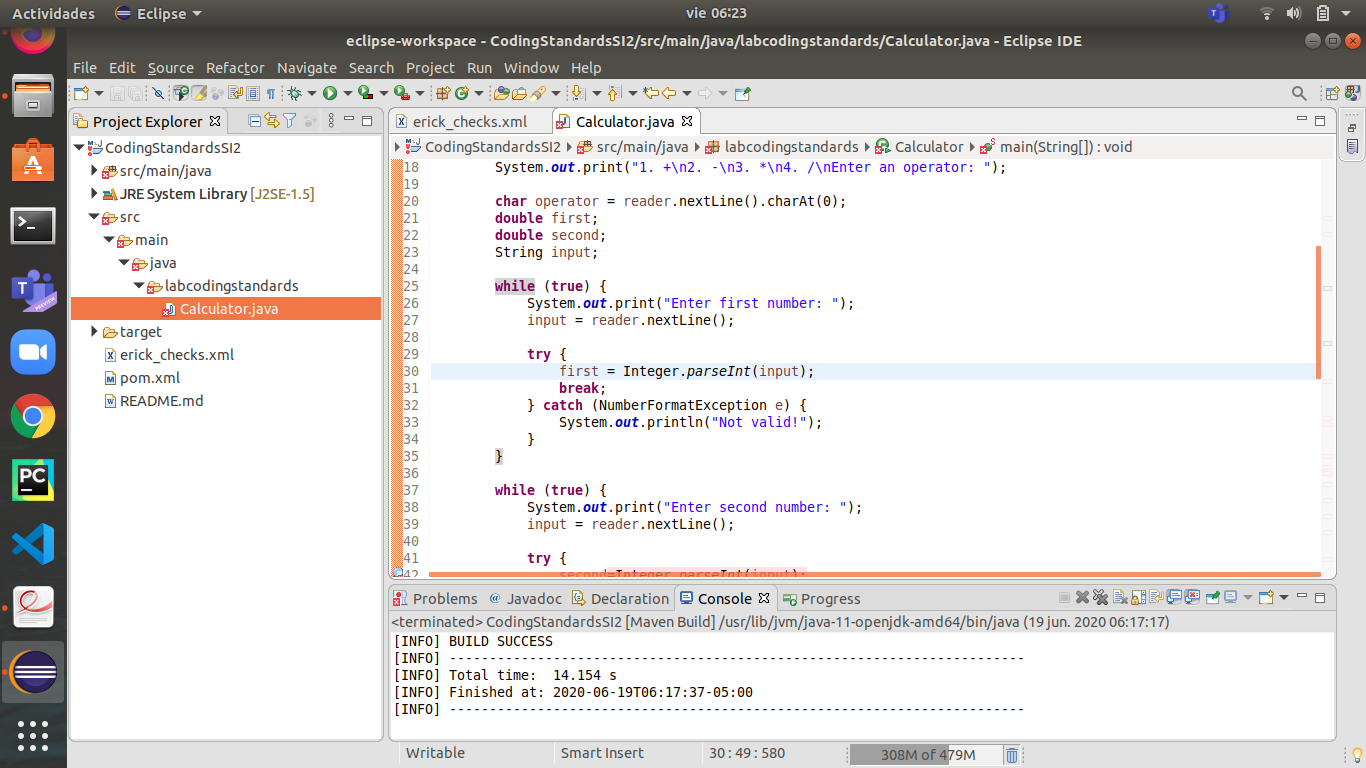 Actividades
Eclipse
vie 06:23
eclipse-workspace - CodingStandardsSI2/src/main/java/labcodingstandards/Calculator.java - Eclipse IDE
File Edit Source Refactor Navigate Search Project Run Window Help
Project Explorer
CodingStandardsSI2
src/main/java
JRE System Library [J2SE-1.5]
src
main
java
labcodingstandards
Calculator.java
target
erick_checks.xml
pom.xml
README.md
erick_checks.xml
Calculator.java
CodingStandardsSI2 src/main/java labcodingstandards Calculator main(String[]) : void
18 System.out.print("1. +\n2. -\n3. *\n4. /\nEnter an operator: ");
19
20 char operator = reader.nextLine().charAt(0);
21 double first;
22 double second;
23 String input;
24
25 while (true) {
26 System.out.print("Enter first number: ");
27 input = reader.nextLine();
28
29 try {
30 first = Integer.parseInt(input);
31 break;
32 } catch (NumberFormatException e) {
33 System.out.println("Not valid!");
34 }
35 }
36
37 while (true) {
38 System.out.print("Enter second number: ");
39 input = reader.nextLine();
40
41 try {
42 second=Integer.parseInt(input);
Problems @ Javadoc Declaration Console Progress
<terminated> CodingStandardsSI2 [Maven Build] /usr/lib/jvm/java-11-openjdk-amd64/bin/java (19 jun. 2020 06:17:17)
[INFO] BUILD SUCCESS
[INFO] ------------------------------------------------------------------------
[INFO] Total time:  14.154 s
[INFO] Finished at: 2020-06-19T06:17:37-05:00
[INFO] ------------------------------------------------------------------------
Writable Smart Insert 30 : 49 : 580 308M of 479M
PC
PREVIEW